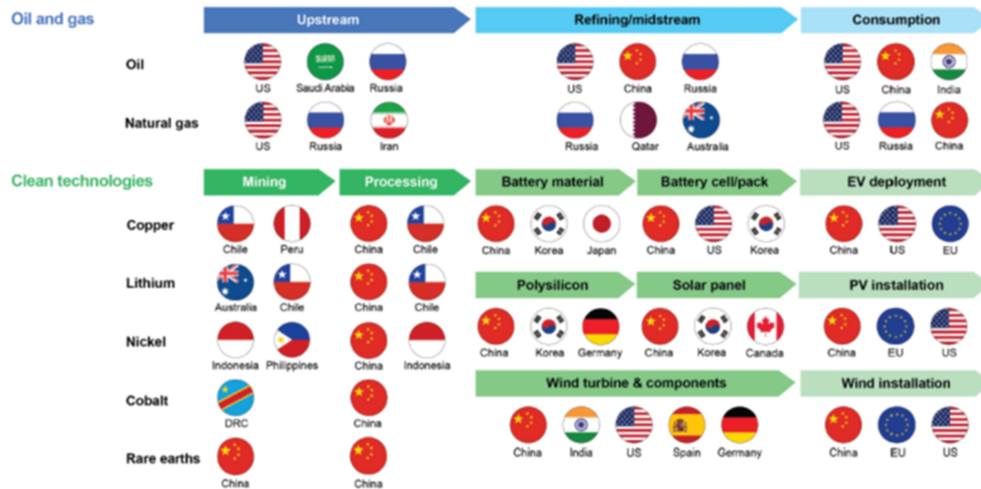 Oil and gas Upstream Refining/midstream Consumption
Oil
US Saudi Arabia Russia US China Russia US China India
Natural gas
US Russia Iran Russia Qatar Australia US Russia China
Clean technologies Mining Processing Battery material Battery cell/pack EV deployment
Copper
Chile Peru China Chile China Korea Japan China US Korea China US EU
Lithium
Australia Chile China Chile
Polysilicon Solar panel PV installation
Nickel
Indonesia Philippines China Indonesia China Korea Germany China Korea Canada China EU US
Wind turbine & components Wind installation
Cobalt
DRC China
China India US Spain Germany China EU US
Rare earths
China China